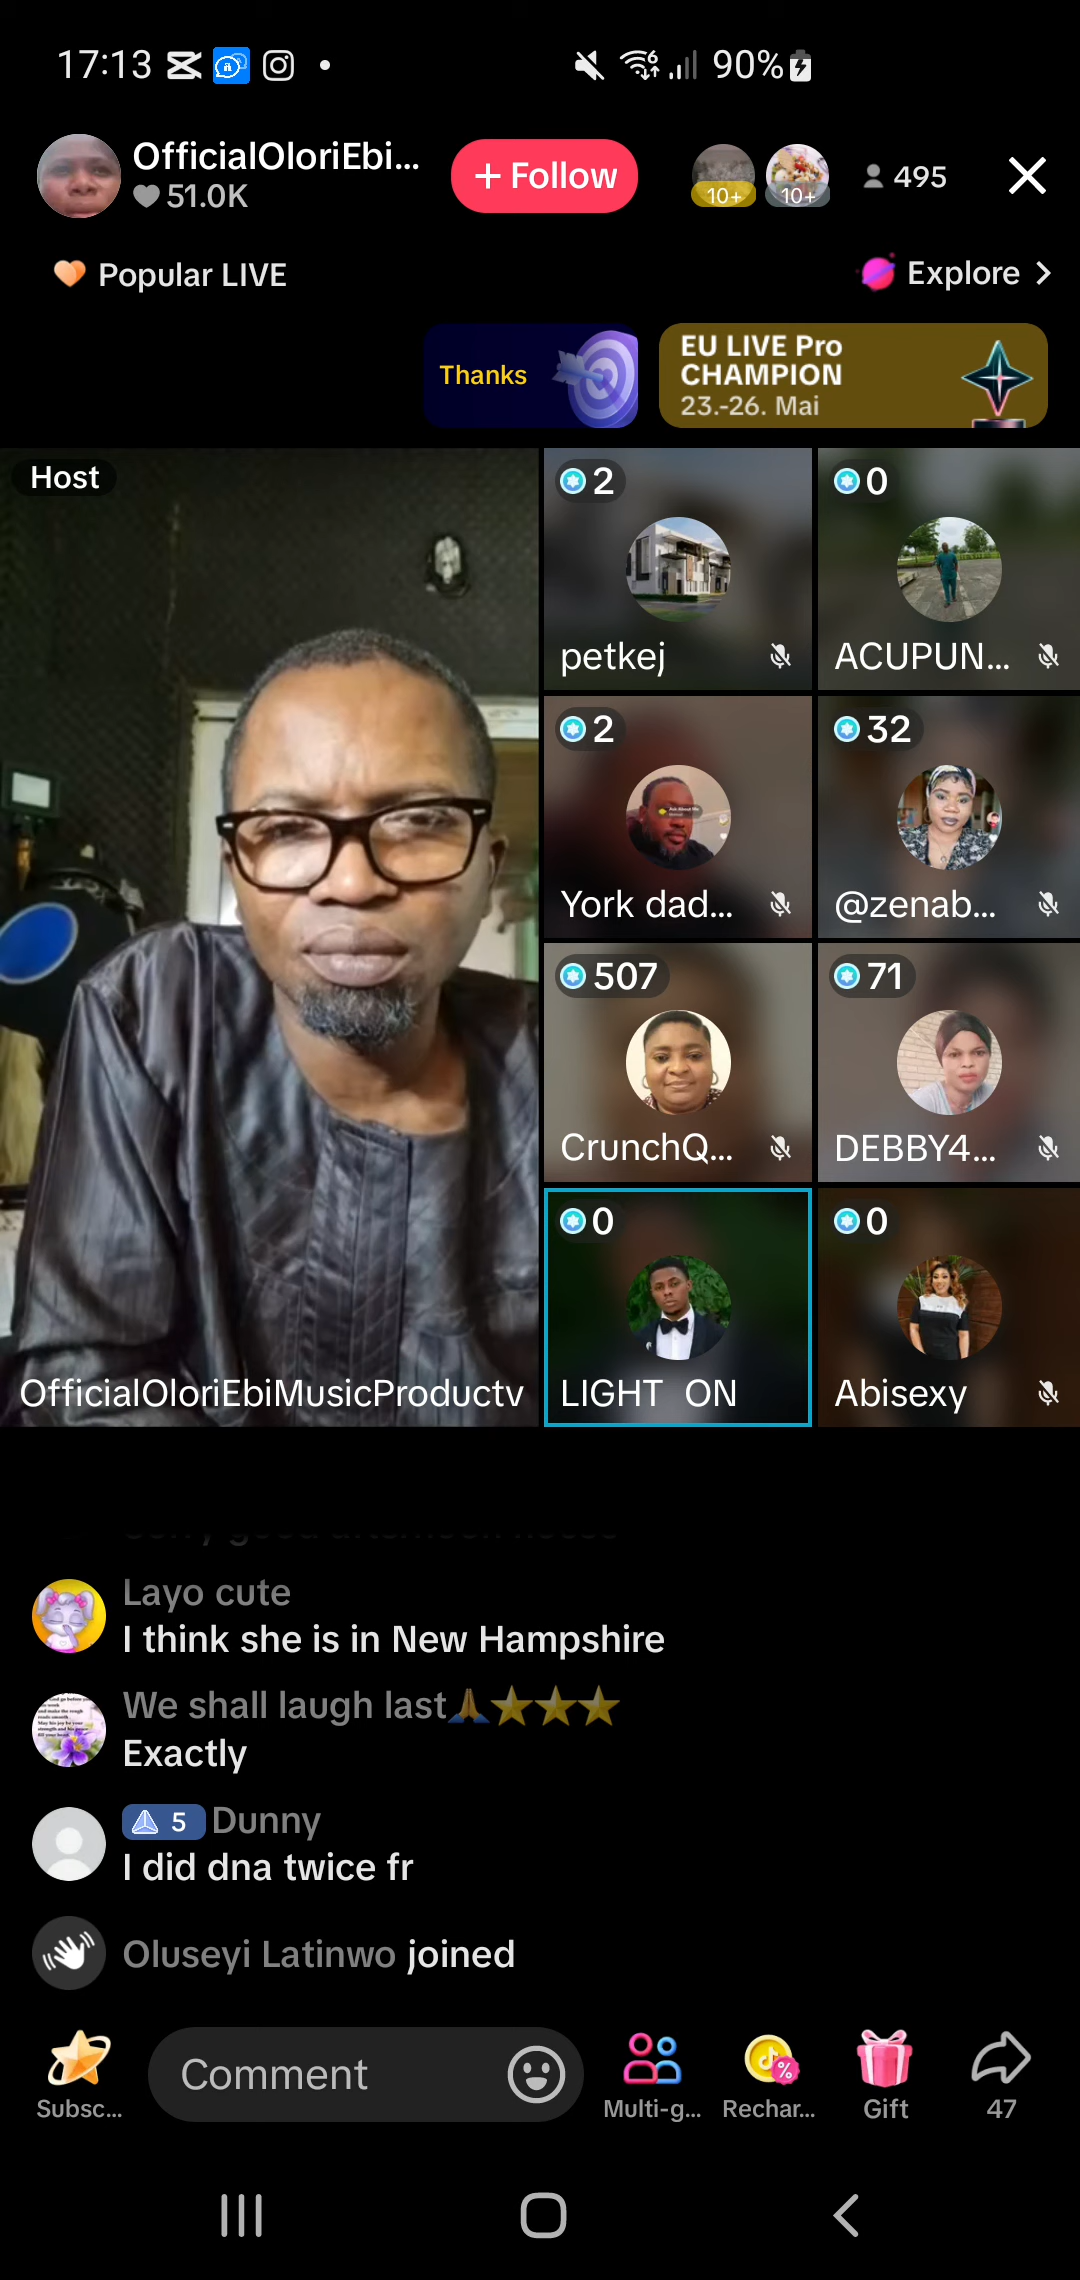 17:13
90%
OfficialOloriEbi...
51.0K
+ Follow
10+
10+
495
Popular LIVE
Explore
Thanks
EU LIVE Pro
CHAMPION
23.-26. Mai
Host
OfficialOloriEbiMusicProductv
2
petkej
0
ACUPUN...
2
York dad...
32
@zenab...
507
CrunchQ...
71
DEBBY4...
0
LIGHT ON
0
Abisexy
Layo cute
I think she is in New Hampshire
We shall laugh last🙏⭐⭐⭐
Exactly
5 Dunny
I did dna twice fr
Oluseyi Latinwo joined
Subsc...
Comment
Multi-g...
Rechar...
Gift
47